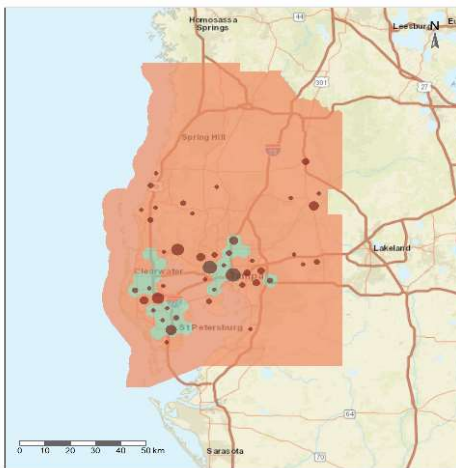 Homosassa
Springs
44
Leesburg
N
27
301
Spring Hill
Lakeland
Clearwater
St Petersburg
64
0 10 20 30 40 50 km
Sarasota
70